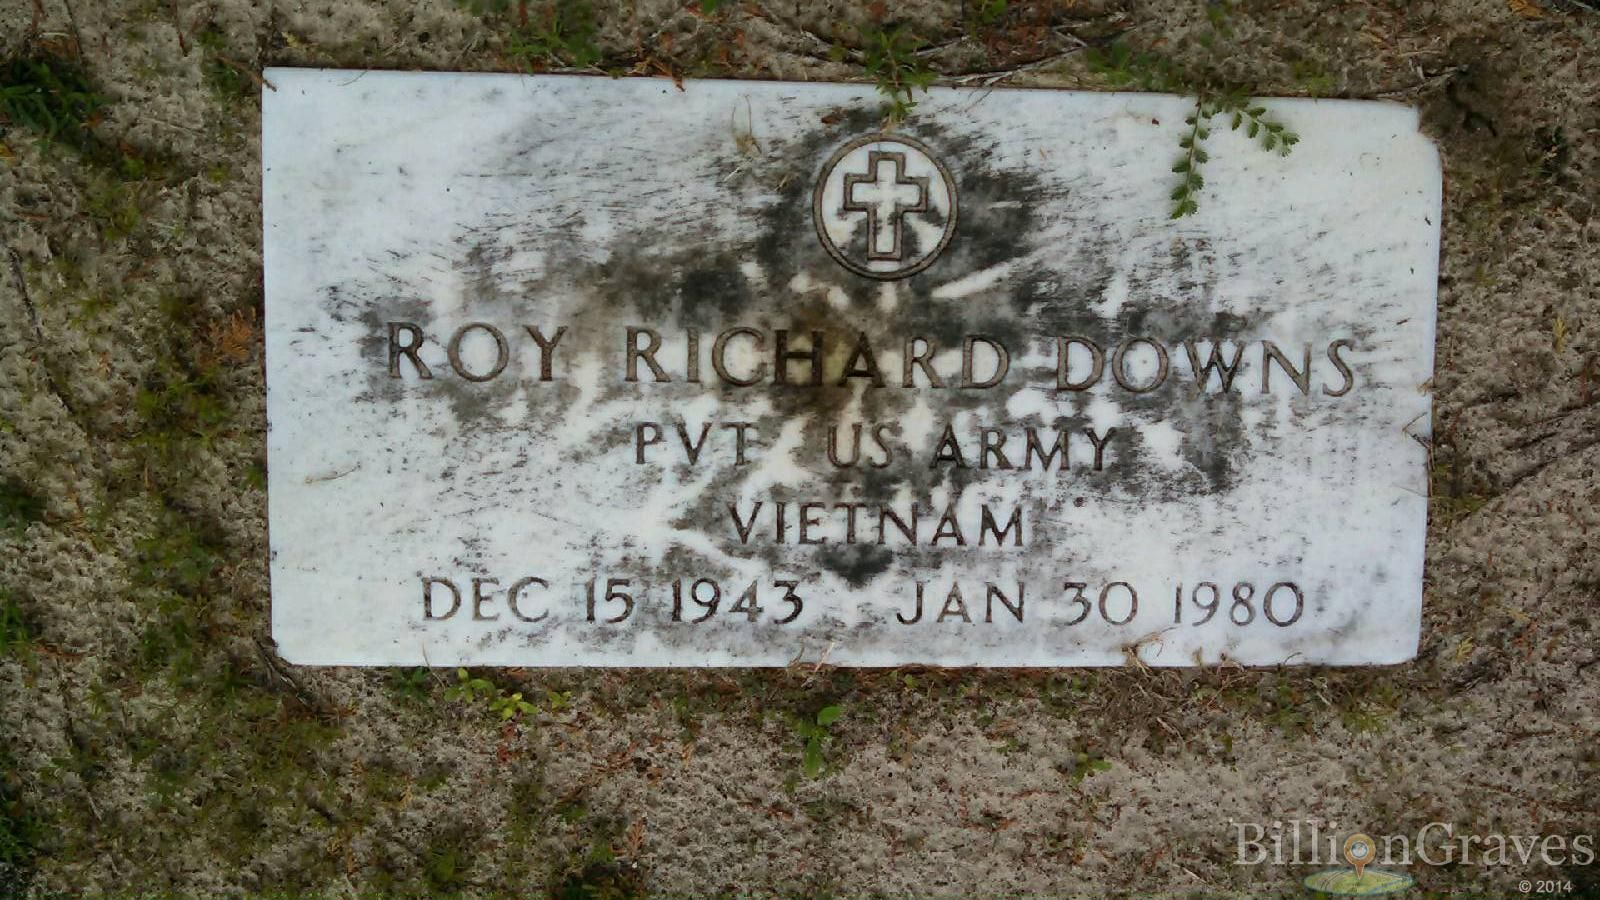 ROY RICHARD DOWNS
PVT US ARMY
VIETNAM
DEC 15 1943 JAN 30 1980
BillionGraves
© 2014